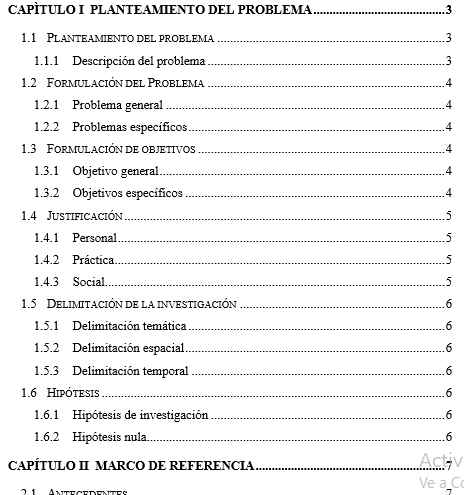 CAPÍTULO I PLANTEAMIENTO DEL PROBLEMA 3
1.1 PLANTEAMIENTO DEL PROBLEMA 3
1.1.1 Descripción del problema 3
1.2 FORMULACIÓN DEL PROBLEMA 4
1.2.1 Problema general 4
1.2.2 Problemas específicos 4
1.3 FORMULACIÓN DE OBJETIVOS 4
1.3.1 Objetivo general 4
1.3.2 Objetivos específicos 4
1.4 JUSTIFICACIÓN 5
1.4.1 Personal 5
1.4.2 Práctica 5
1.4.3 Social 5
1.5 DELIMITACIÓN DE LA INVESTIGACIÓN 6
1.5.1 Delimitación temática 6
1.5.2 Delimitación espacial 6
1.5.3 Delimitación temporal 6
1.6 HIPÓTESIS 6
1.6.1 Hipótesis de investigación 6
1.6.2 Hipótesis nula 6
Activ
CAPÍTULO II MARCO DE REFERENCIA 7
Ve a Co
2.1 ANTECEDENTES 7